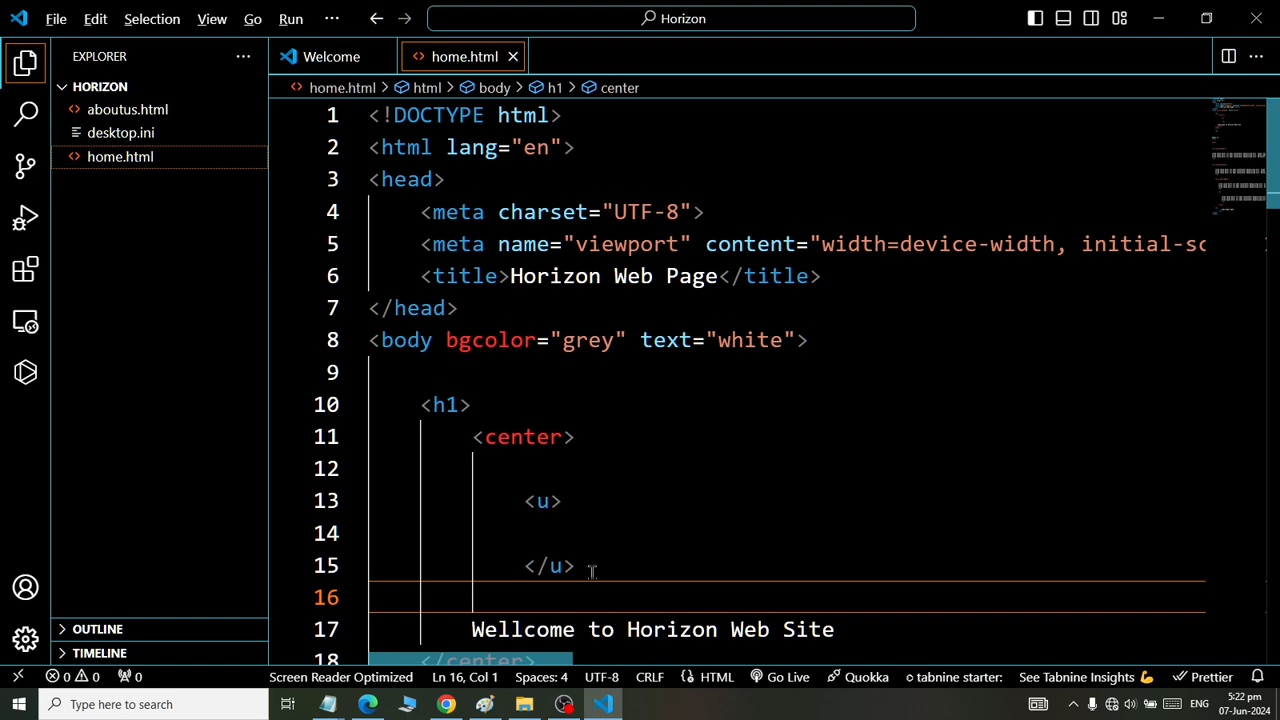 File Edit Selection View Go Run ··· Horizon
EXPLORER ···
Welcome
home.html
HORIZON
aboutus.html
desktop.ini
home.html
OUTLINE
TIMELINE
home.html > html > body > h1 > center
1 <!DOCTYPE html>
2 <html lang="en">
3 <head>
4 <meta charset="UTF-8">
5 <meta name="viewport" content="width=device-width, initial-sc
6 <title>Horizon Web Page</title>
7 </head>
8 <body bgcolor="grey" text="white">
9
10 <h1>
11 <center>
12
13 <u>
14
15 </u>
16
17 Wellcome to Horizon Web Site
18 </center>
0 0 0 Screen Reader Optimized Ln 16, Col 1 Spaces: 4 UTF-8 CRLF HTML Go Live Quokka tabnine starter: See Tabnine Insights Prettier
Type here to search
ENG
5:22 pm
07-Jun-2024